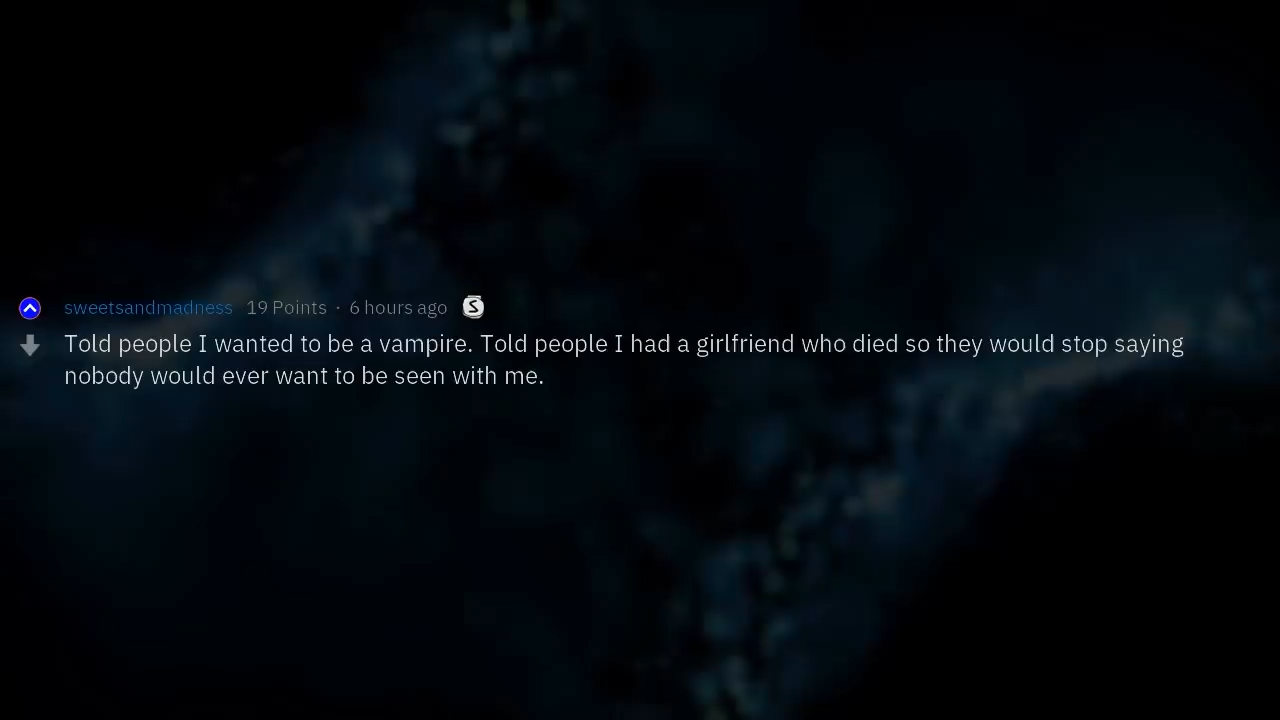 sweetsandmadness 19 Points · 6 hours ago S
Told people I wanted to be a vampire. Told people I had a girlfriend who died so they would stop saying
nobody would ever want to be seen with me.